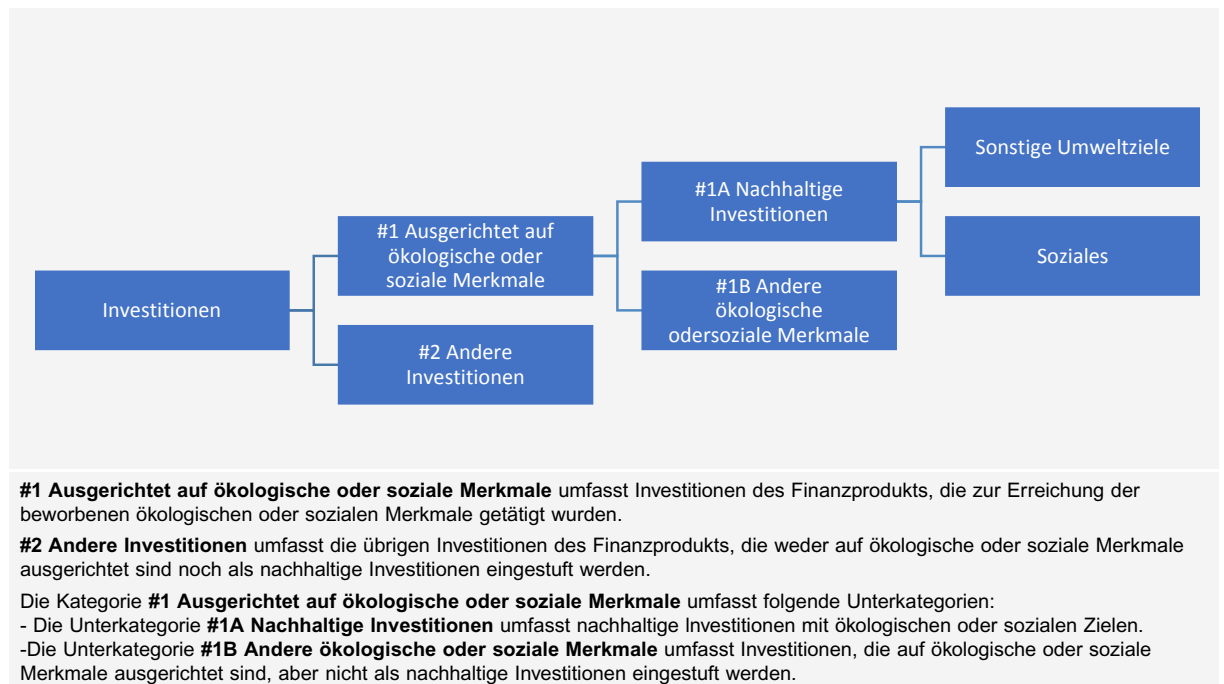 Sonstige Umweltziele
#1A Nachhaltige
Investitionen
#1 Ausgerichtet auf
ökologische oder
soziale Merkmale
Soziales
Investitionen
#1B Andere
ökologische
odersoziale Merkmale
#2 Andere
Investitionen
#1 Ausgerichtet auf ökologische oder soziale Merkmale umfasst Investitionen des Finanzprodukts, die zur Erreichung der
beworbenen ökologischen oder sozialen Merkmale getätigt wurden.
#2 Andere Investitionen umfasst die übrigen Investitionen des Finanzprodukts, die weder auf ökologische oder soziale Merkmale
ausgerichtet sind noch als nachhaltige Investitionen eingestuft werden.
Die Kategorie #1 Ausgerichtet auf ökologische oder soziale Merkmale umfasst folgende Unterkategorien:
- Die Unterkategorie #1A Nachhaltige Investitionen umfasst nachhaltige Investitionen mit ökologischen oder sozialen Zielen.
-Die Unterkategorie #1B Andere ökologische oder soziale Merkmale umfasst Investitionen, die auf ökologische oder soziale
Merkmale ausgerichtet sind, aber nicht als nachhaltige Investitionen eingestuft werden.